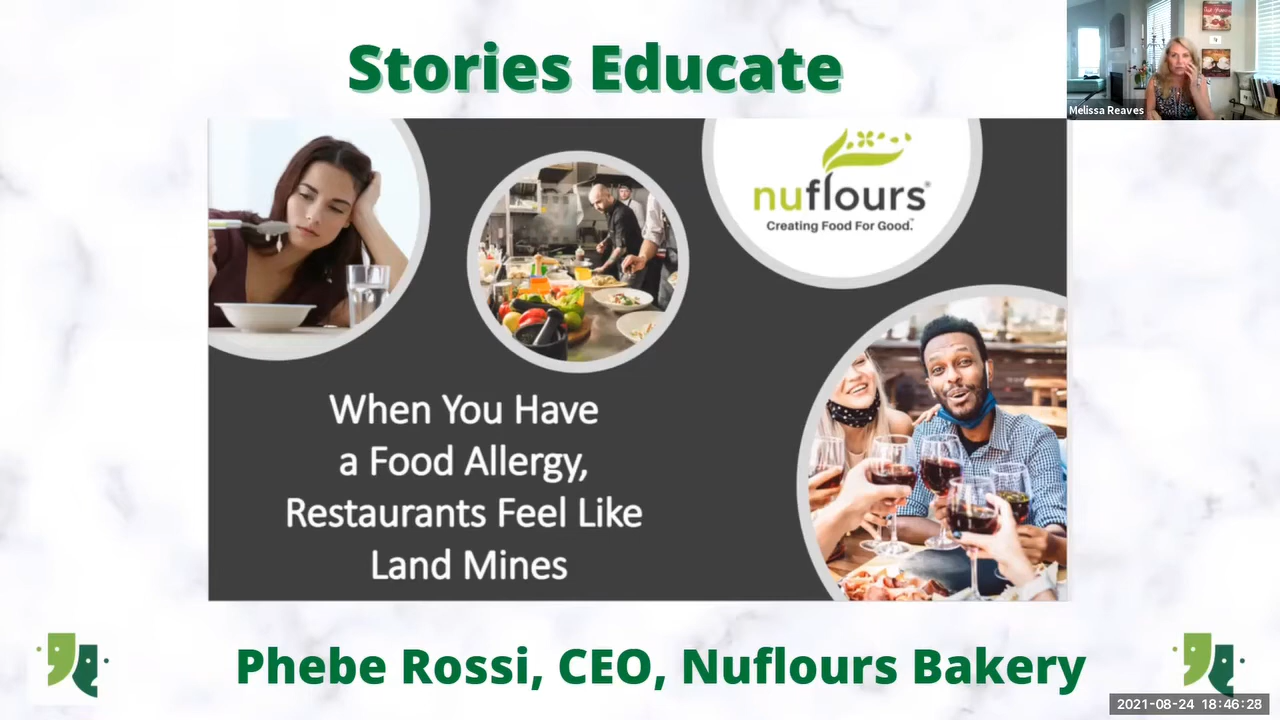 Stories Educate
Melissa Reaves
nuflours®
Creating Food For Good.™
When You Have
a Food Allergy,
Restaurants Feel Like
Land Mines
Phebe Rossi, CEO, Nuflours Bakery
2021-08-24 18:46:28